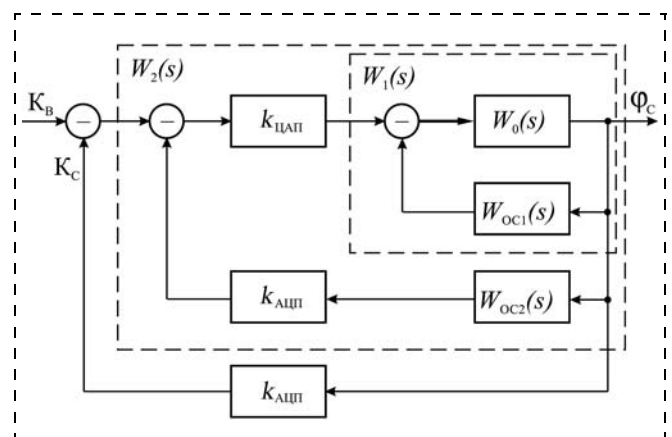 W₂(s)
W₁(s)
Kв
φс
kЦАП
W₀(s)
Kс
WОС1(s)
kАЦП
WОС2(s)
kАЦП